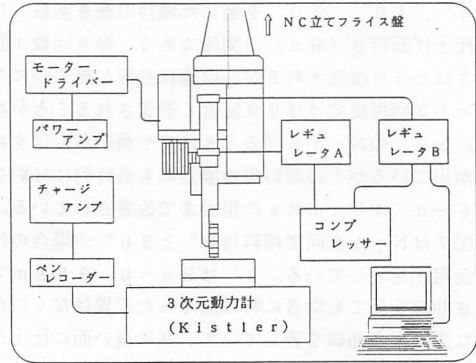 NC立てフライス盤
モーター
ドライバー
パワー
アンプ
チャージ
アンプ
ペン
レコーダー
レギュ
レータA
レギュ
レータB
コンプ
レッサー
3次元動力計
(Kistler)